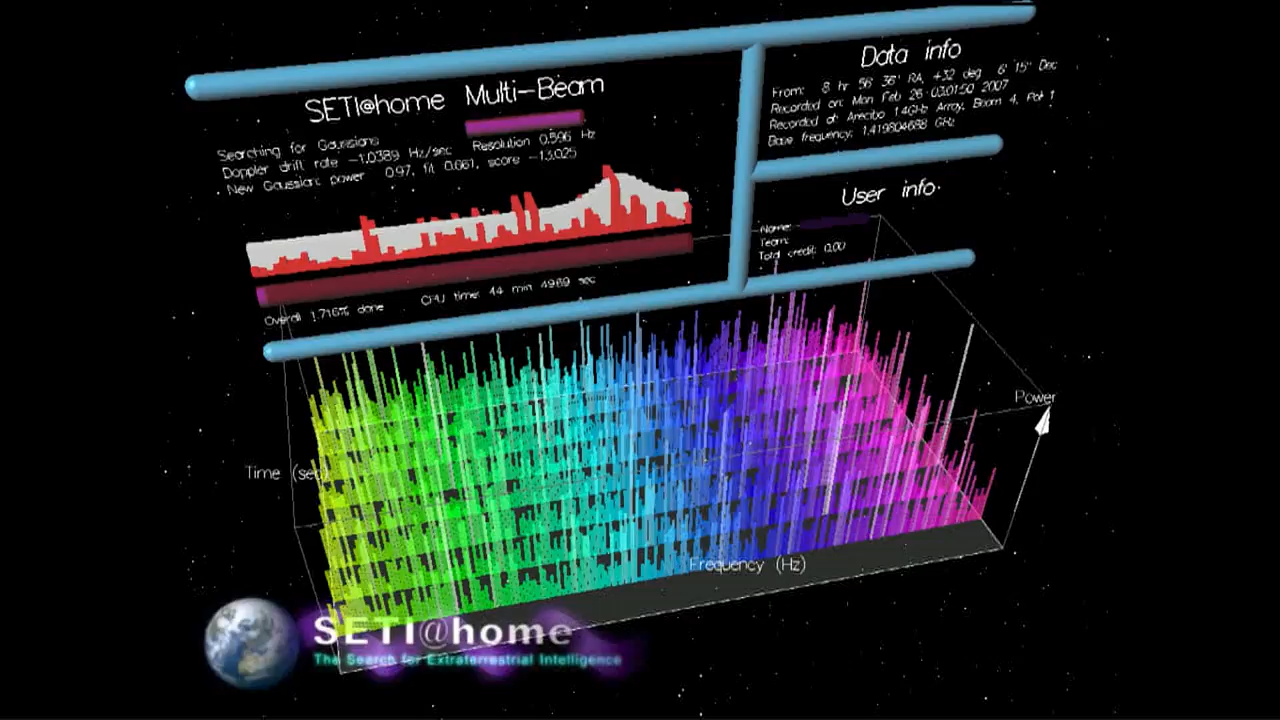 SETI@home Multi-Beam
Searching for Gaussians
Doppler drift rate -1.0389 Hz/sec Resolution 0.596 Hz
New Gaussian: power 0.97, fit 0.661, score -13.025
Overall 1.716% done CPU time: 44 min 49.69 sec
Data info
From: 8 hr 56' 36" RA, +32 deg 6' 15" Dec
Recorded on: Mon Feb 26 03:01:50 2007
Recorded at: Arecibo 1.4GHz Array, Beam 4, Pol 1
Base frequency: 1.419804688 GHz
User info
Name:
Team:
Total credit: 0.00
Power
Time (sec)
Frequency (Hz)
SETI@home
The Search for Extraterrestrial Intelligence